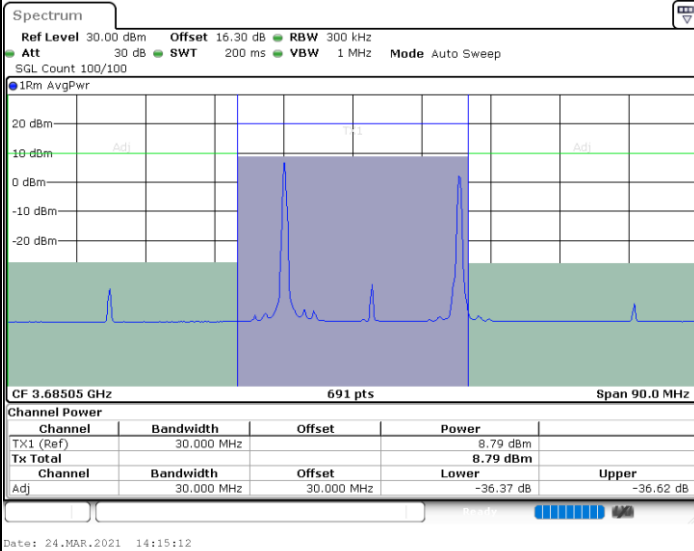 Spectrum
Ref Level 30.00 dBm Offset 16.30 dB RBW 300 kHz
Att 30 dB SWT 200 ms VBW 1 MHz Mode Auto Sweep
SGL Count 100/100
1Rm AvgPwr
20 dBm
TX1
Adj Adj
10 dBm
0 dBm
-10 dBm
-20 dBm
CF 3.68505 GHz 691 pts Span 90.0 MHz
Channel Power
Channel Bandwidth Offset Power
TX1 (Ref) 30.000 MHz 8.79 dBm
Tx Total 8.79 dBm
Channel Bandwidth Offset Lower Upper
Adj 30.000 MHz 30.000 MHz -36.37 dB -36.62 dB
Ready
Date: 24.MAR.2021 14:15:12